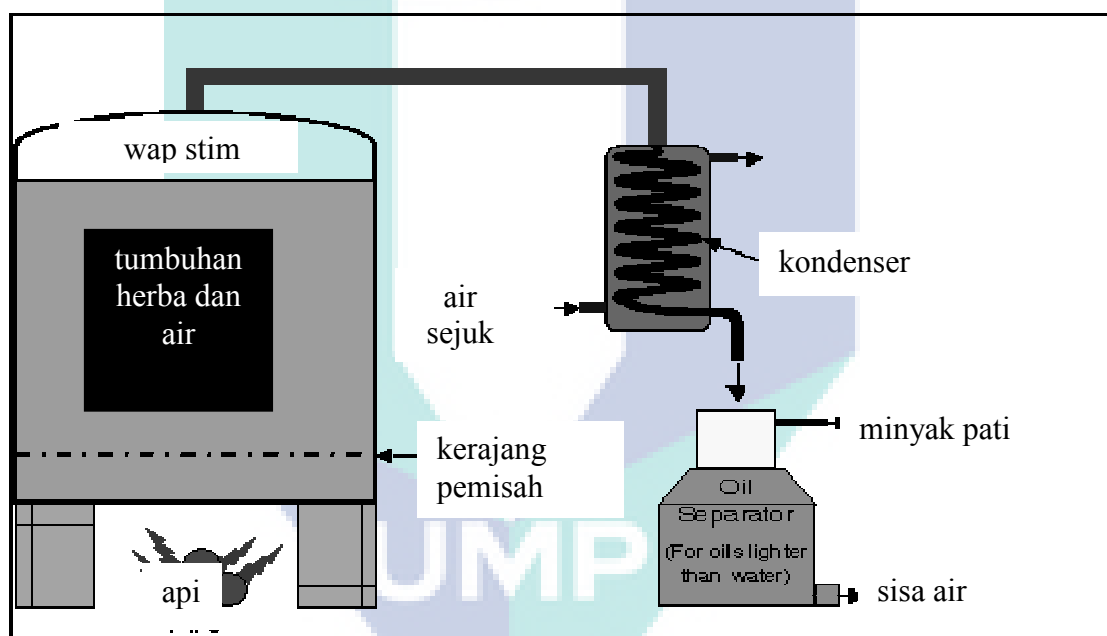 wap stim
tumbuhan
herba dan
air
air
sejuk
kondenser
kerajang
pemisah
minyak pati
Oil
Separator
(For oils lighter
than water)
sisa air
api
UMP